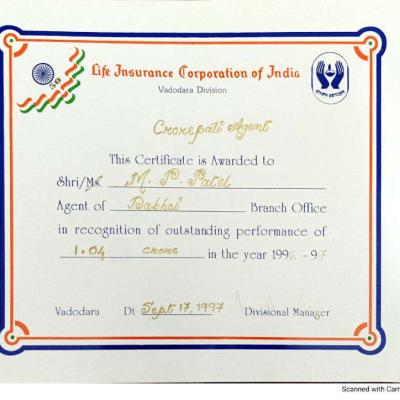 50
Life Insurance Corporation of India
Vadodara Division
Crorepati Agent
This Certificate is Awarded to
Shri/Ms. M. P. Patel
Agent of Dabhoi Branch Office
in recognition of outstanding performance of
1.04 crore in the year 1996 - 97
Vadodara Dt Sept 17, 1997 Divisional Manager
Scanned with Cam